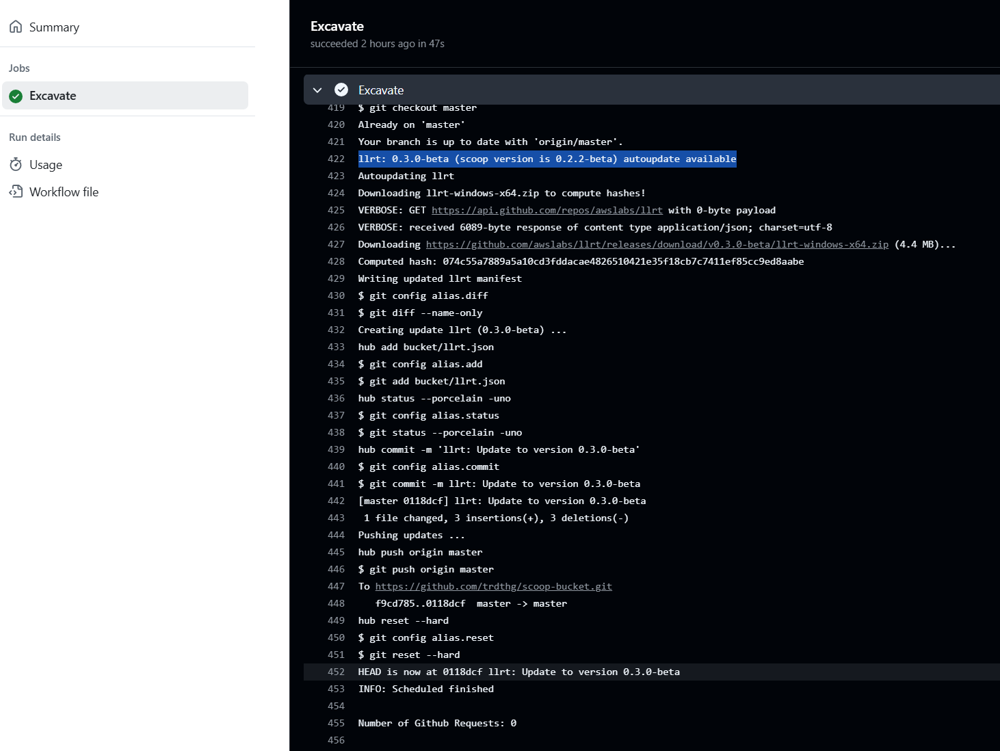 Summary
Jobs
Excavate
Run details
Usage
Workflow file
Excavate
succeeded 2 hours ago in 47s
Excavate
419 $ git checkout master
420 Already on 'master'
421 Your branch is up to date with 'origin/master'.
422 llrt: 0.3.0-beta (scoop version is 0.2.2-beta) autoupdate available
423 Autoupdating llrt
424 Downloading llrt-windows-x64.zip to compute hashes!
425 VERBOSE: GET https://api.github.com/repos/awslabs/llrt with 0-byte payload
426 VERBOSE: received 6089-byte response of content type application/json; charset=utf-8
427 Downloading https://github.com/awslabs/llrt/releases/download/v0.3.0-beta/llrt-windows-x64.zip (4.4 MB)...
428 Computed hash: 074c55a7889a5a10cd3fddacae4826510421e35f18cb7c7411ef85cc9ed8aabe
429 Writing updated llrt manifest
430 $ git config alias.diff
431 $ git diff --name-only
432 Creating update llrt (0.3.0-beta) ...
433 hub add bucket/llrt.json
434 $ git config alias.add
435 $ git add bucket/llrt.json
436 hub status --porcelain -uno
437 $ git config alias.status
438 $ git status --porcelain -uno
439 hub commit -m 'llrt: Update to version 0.3.0-beta'
440 $ git config alias.commit
441 $ git commit -m llrt: Update to version 0.3.0-beta
442 [master 0118dcf] llrt: Update to version 0.3.0-beta
443  1 file changed, 3 insertions(+), 3 deletions(-)
444 Pushing updates ...
445 hub push origin master
446 $ git push origin master
447 To https://github.com/trdthg/scoop-bucket.git
448    f9cd785..0118dcf  master -> master
449 hub reset --hard
450 $ git config alias.reset
451 $ git reset --hard
452 HEAD is now at 0118dcf llrt: Update to version 0.3.0-beta
453 INFO: Scheduled finished
454
455 Number of Github Requests: 0
456